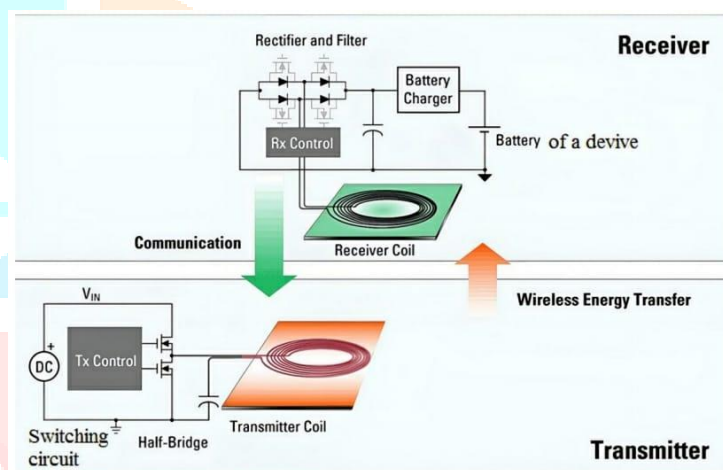 Rectifier and Filter
Receiver
Battery
Charger
Rx Control
Battery of a devive
Communication
Receiver Coil
Wireless Energy Transfer
VIN
+
DC
Tx Control
Switching
circuit
Half-Bridge
Transmitter Coil
Transmitter